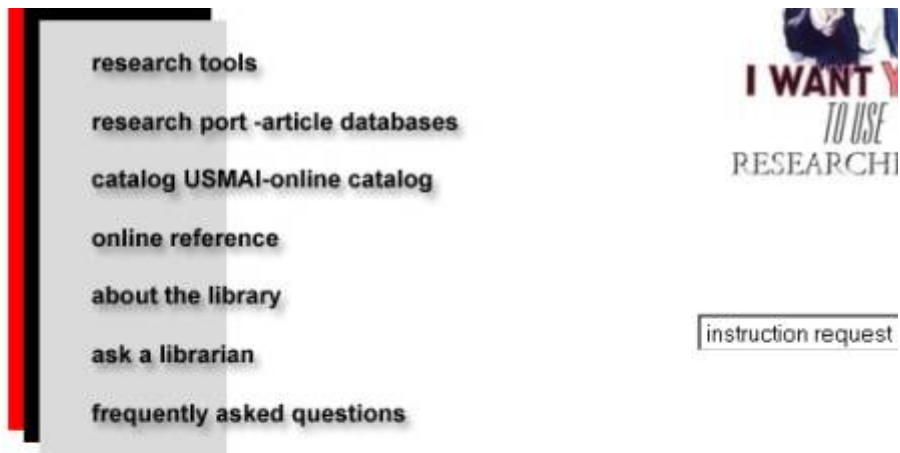 research tools
research port -article databases
catalog USMAI-online catalog
online reference
about the library
ask a librarian
frequently asked questions
I WANT
TO USE
instruction request